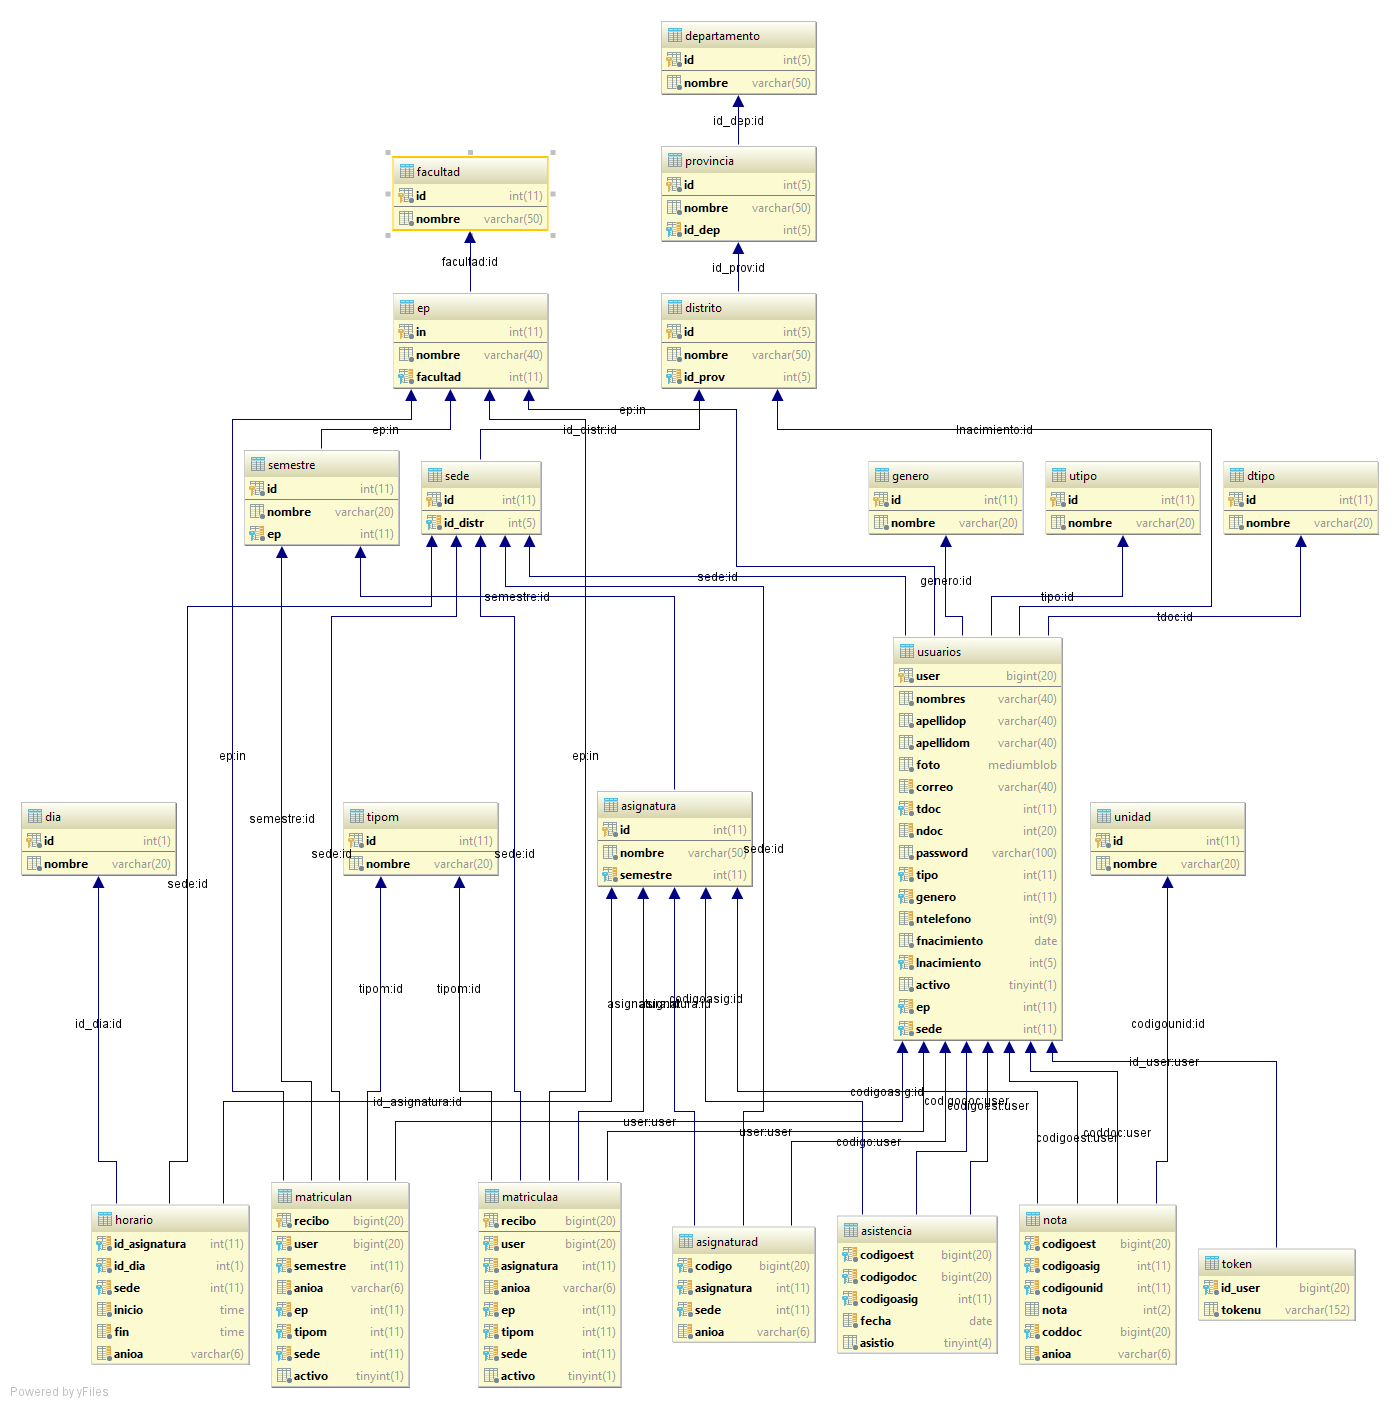 departamento
id int(5)
nombre varchar(50)
id_dep:id
provincia
id int(5)
nombre varchar(50)
id_dep int(5)
facultad
id int(11)
nombre varchar(50)
facultad:id
id_prov:id
ep
in int(11)
nombre varchar(40)
facultad int(11)
distrito
id int(5)
nombre varchar(50)
id_prov int(5)
ep:in
ep:in
id_distr:id
lnacimiento:id
semestre
id int(11)
nombre varchar(20)
ep int(11)
sede
id int(11)
id_distr int(5)
genero
id int(11)
nombre varchar(20)
utipo
id int(11)
nombre varchar(20)
dtipo
id int(11)
nombre varchar(20)
sede:id
genero:id
semestre:id
tipo:id
tdoc:id
usuarios
user bigint(20)
nombres varchar(40)
apellidop varchar(40)
apellidom varchar(40)
foto mediumblob
correo varchar(40)
tdoc int(11)
ndoc int(20)
password varchar(100)
tipo int(11)
genero int(11)
ntelefono int(9)
fnacimiento date
lnacimiento int(5)
activo tinyint(1)
ep int(11)
sede int(11)
ep:in
ep:in
semestre:id
dia
id int(1)
nombre varchar(20)
tipom
id int(11)
nombre varchar(20)
asignatura
id int(11)
nombre varchar(50)
semestre int(11)
unidad
id int(11)
nombre varchar(20)
sede:id
sede:id
sede:id
sede:id
tipom:id
tipom:id
asignatura:id
asignatura:id
codigoasig:id
id_dia:id
codigounid:id
id_user:user
id_asignatura:id
codigoasig:id
codigodoc:user
codigoest:user
user:user
user:user
codigo:user
codigoest:user
coddoc:user
horario
id_asignatura int(11)
id_dia int(1)
sede int(11)
inicio time
fin time
anioa varchar(6)
matriculan
recibo bigint(20)
user bigint(20)
semestre int(11)
anioa varchar(6)
ep int(11)
tipom int(11)
sede int(11)
activo tinyint(1)
matriculaa
recibo bigint(20)
user bigint(20)
asignatura int(11)
anioa varchar(6)
ep int(11)
tipom int(11)
sede int(11)
activo tinyint(1)
asignaturad
codigo bigint(20)
asignatura int(11)
sede int(11)
anioa varchar(6)
asistencia
codigoest bigint(20)
codigodoc bigint(20)
codigoasig int(11)
fecha date
asistio tinyint(4)
nota
codigoest bigint(20)
codigoasig int(11)
codigounid int(11)
nota int(2)
coddoc bigint(20)
anioa varchar(6)
token
id_user bigint(20)
tokenu varchar(152)
Powered by yFiles